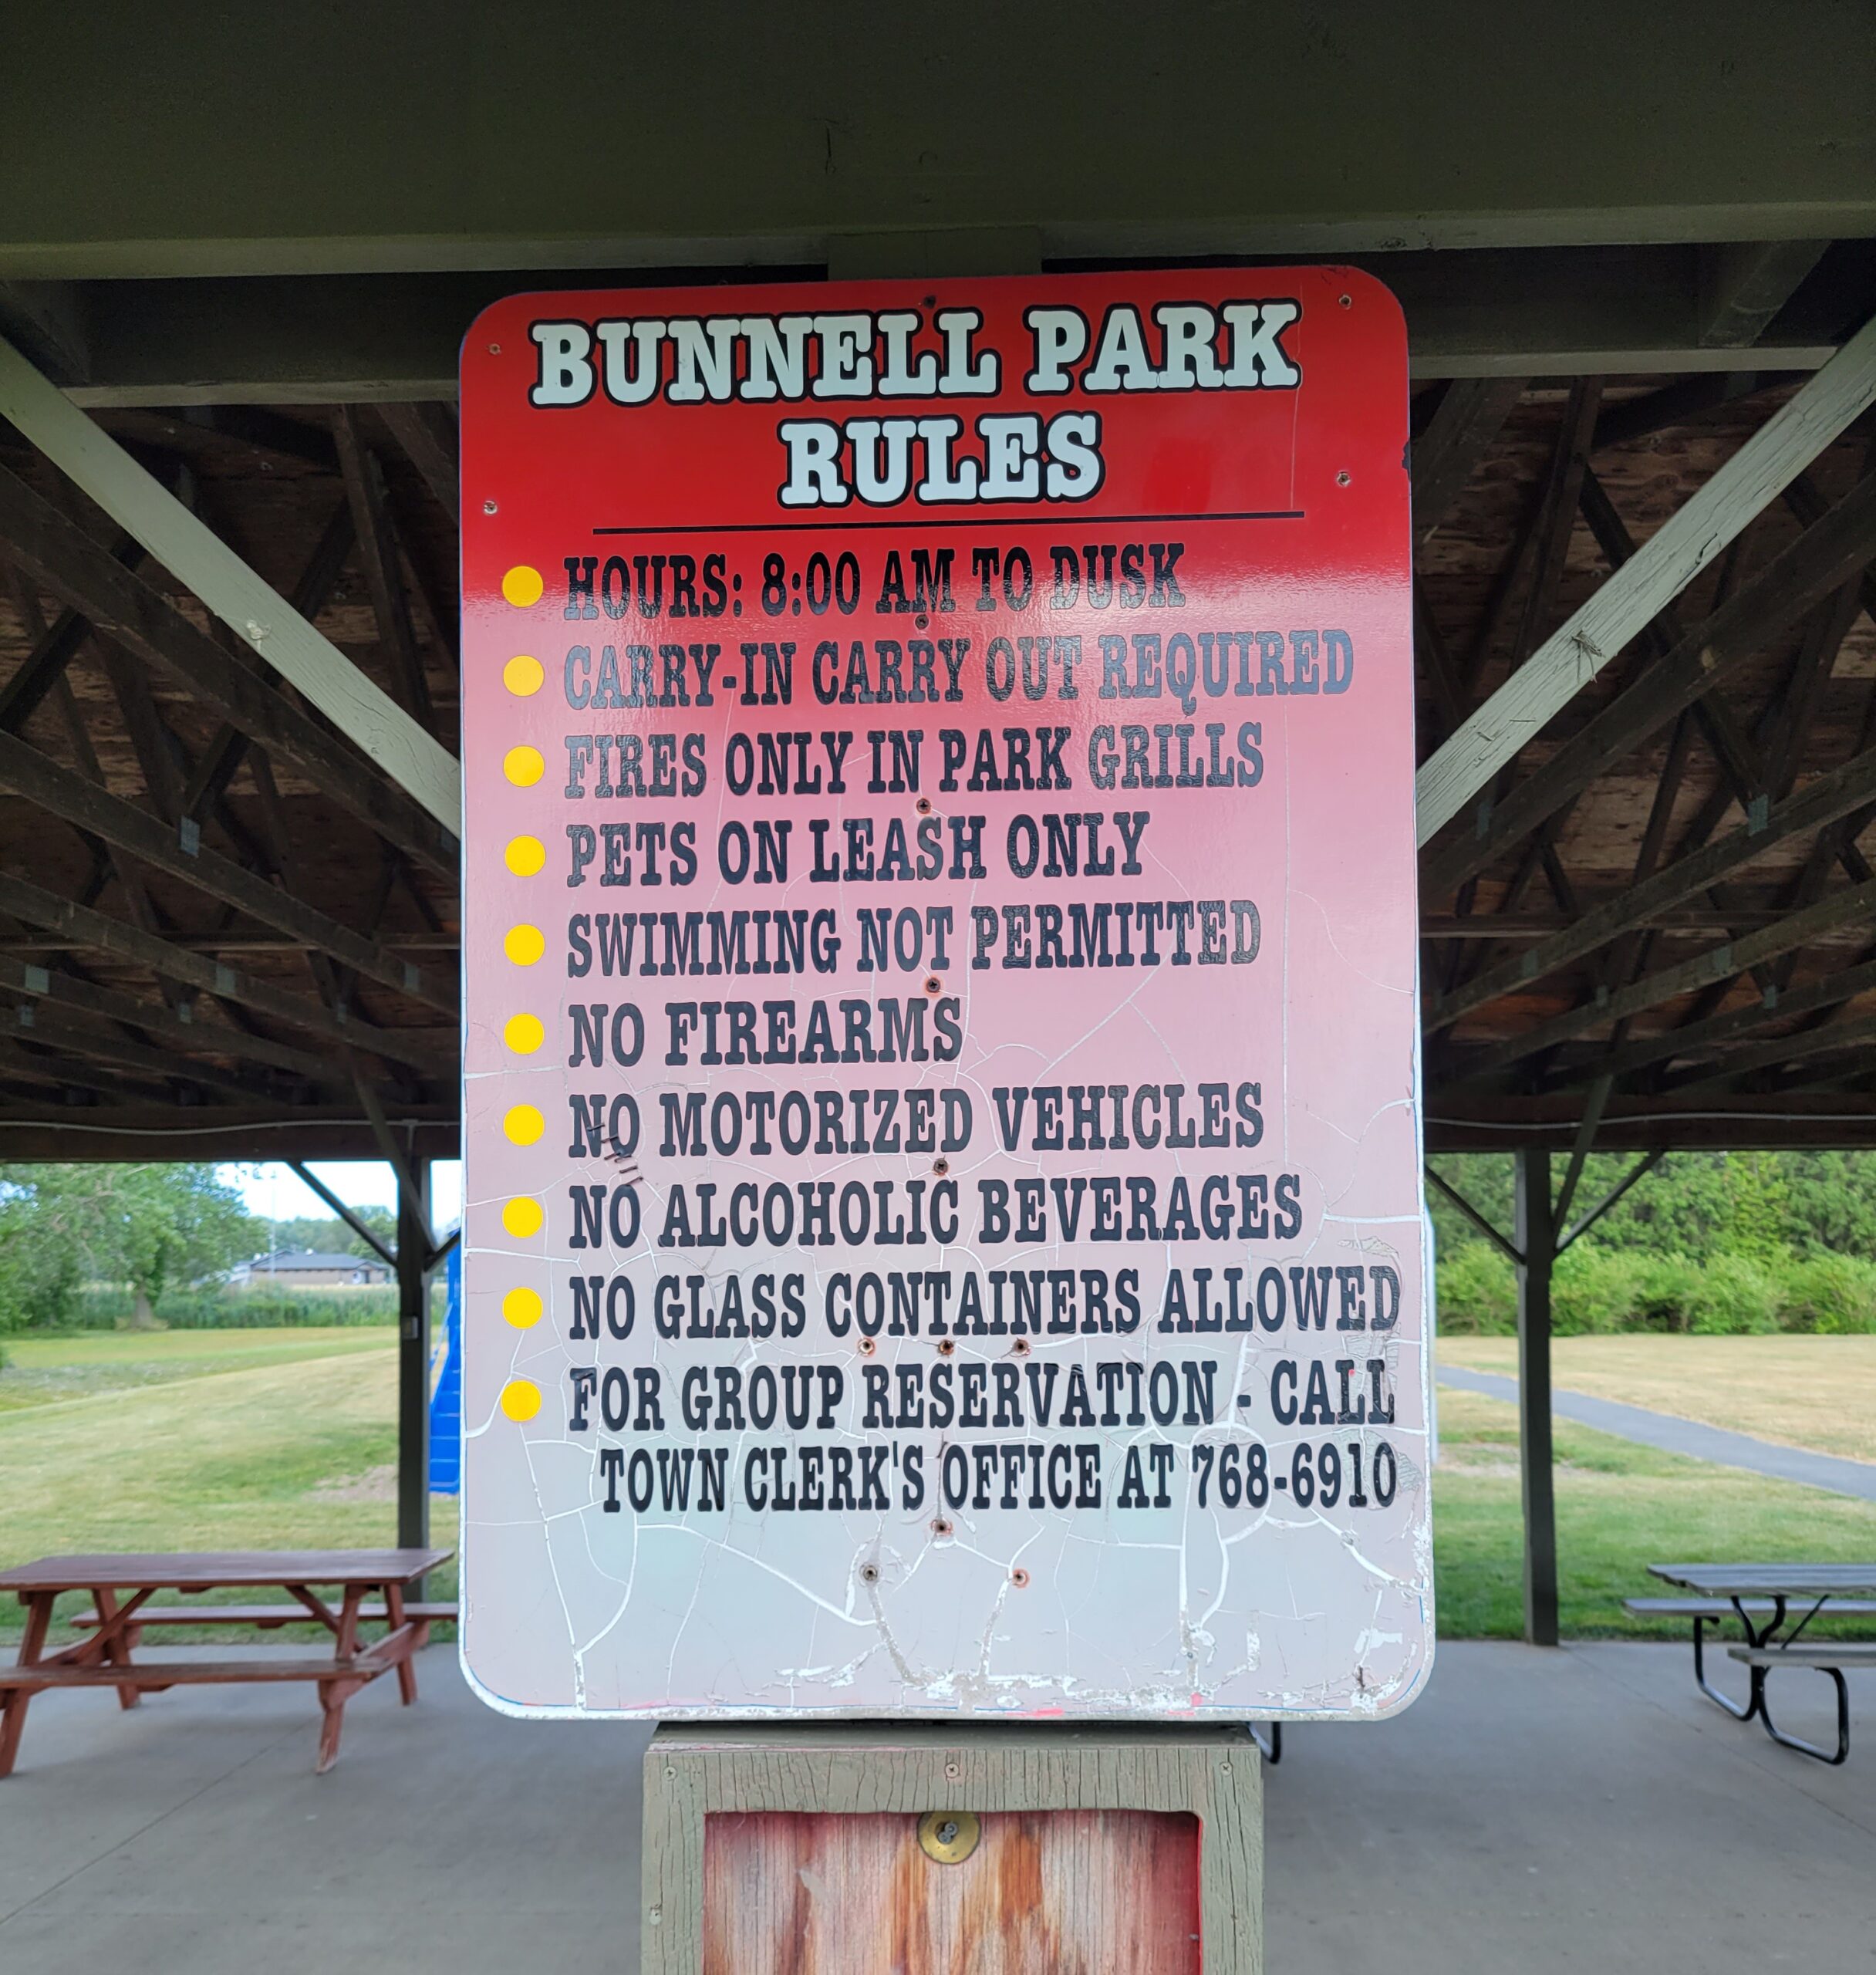 BUNNELL PARK
RULES
HOURS: 8:00 AM TO DUSK
CARRY-IN CARRY OUT REQUIRED
FIRES ONLY IN PARK GRILLS
PETS ON LEASH ONLY
SWIMMING NOT PERMITTED
NO FIREARMS
NO MOTORIZED VEHICLES
NO ALCOHOLIC BEVERAGES
NO GLASS CONTAINERS ALLOWED
FOR GROUP RESERVATION - CALL
TOWN CLERK'S OFFICE AT 768-6910